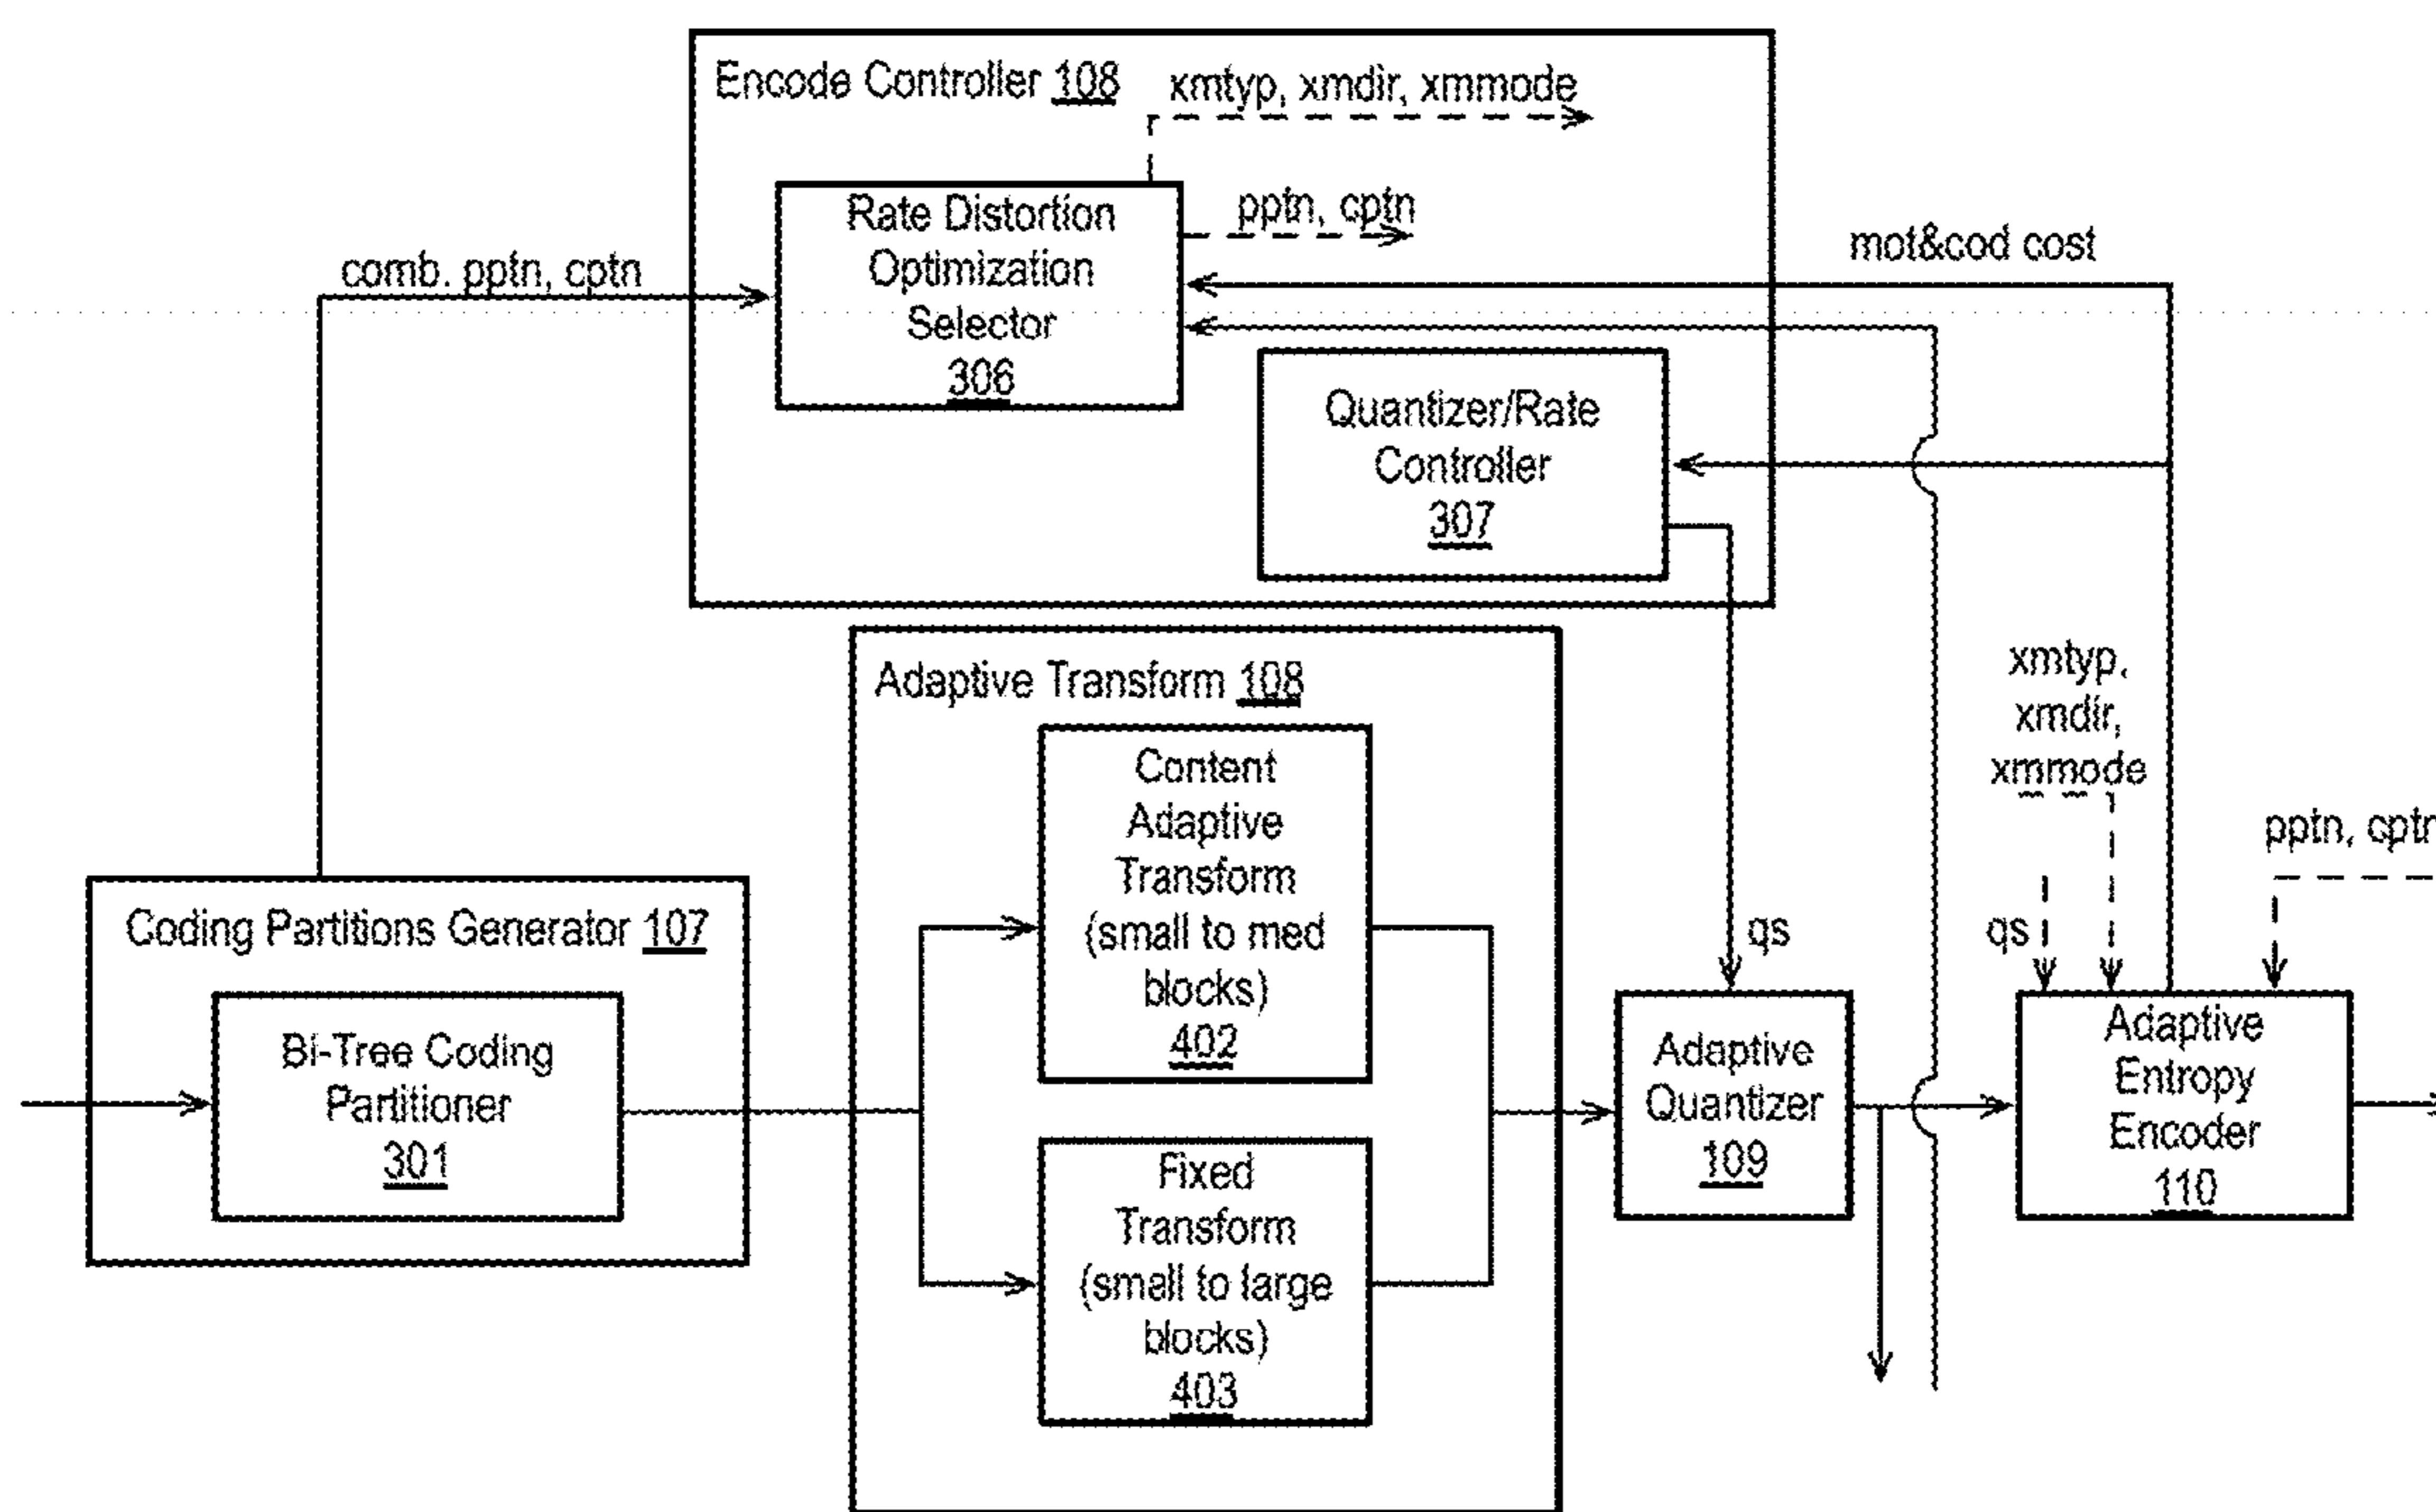 Encode Controller 108
xmtyp, xmdir, xmmode
Rate Distortion
Optimization
Selector
306
pptn, cptn
comb. pptn, cptn
mot&cod cost
Quantizer/Rate
Controller
307
Adaptive Transform 108
Content
Adaptive
Transform
(small to med
blocks)
402
Fixed
Transform
(small to large
blocks)
403
Coding Partitions Generator 107
Bi-Tree Coding
Partitioner
301
qs
Adaptive
Quantizer
109
xmtyp,
xmdir,
xmmode
qs
pptn, cptn
Adaptive
Entropy
Encoder
110